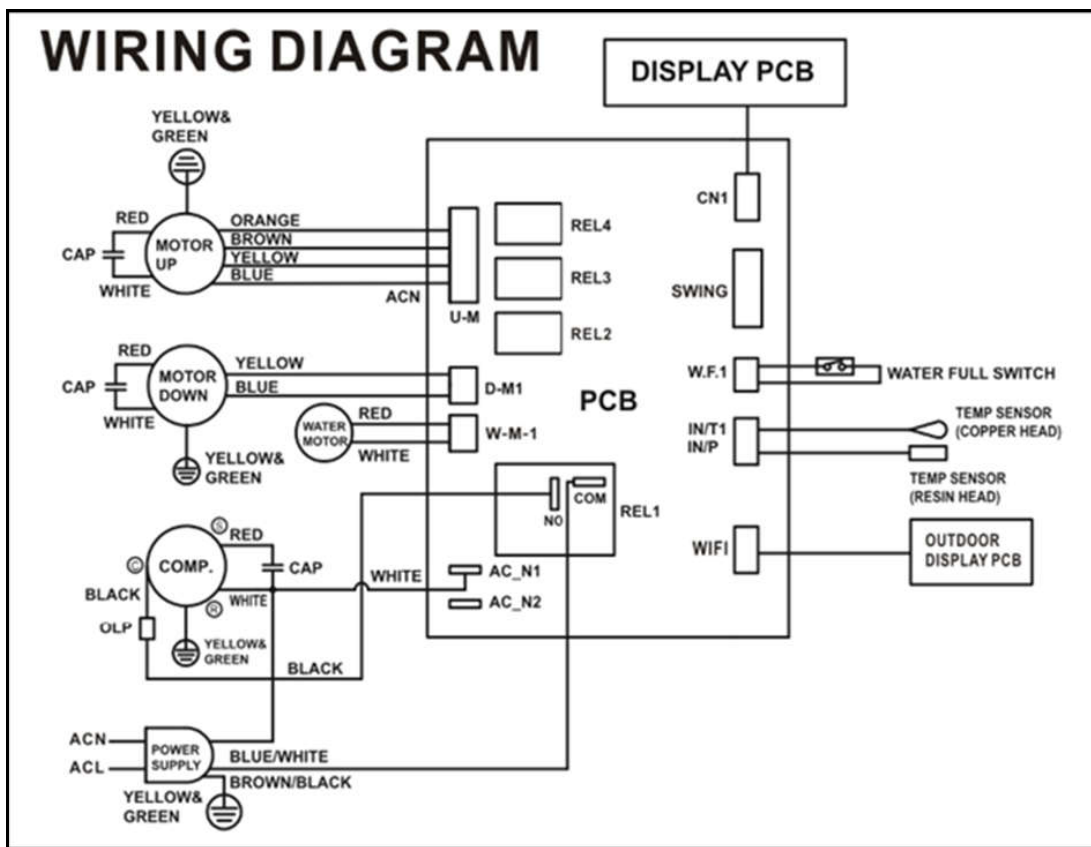 WIRING DIAGRAM
DISPLAY PCB
YELLOW&
GREEN
RED
CAP
MOTOR
UP
WHITE
ORANGE
BROWN
YELLOW
BLUE
ACN
U-M
REL4
REL3
REL2
CN1
SWING
RED
CAP
MOTOR
DOWN
WHITE
YELLOW
BLUE
D-M1
YELLOW&
GREEN
WATER
MOTOR
RED
WHITE
W-M-1
PCB
W.F.1
WATER FULL SWITCH
IN/T1
IN/P
TEMP SENSOR
(COPPER HEAD)
TEMP SENSOR
(RESIN HEAD)
NO
COM
REL1
WIFI
OUTDOOR
DISPLAY PCB
S
RED
C
COMP.
CAP
BLACK
R
WHITE
WHITE
AC_N1
AC_N2
OLP
YELLOW&
GREEN
BLACK
ACN
ACL
POWER
SUPPLY
BLUE/WHITE
BROWN/BLACK
YELLOW&
GREEN